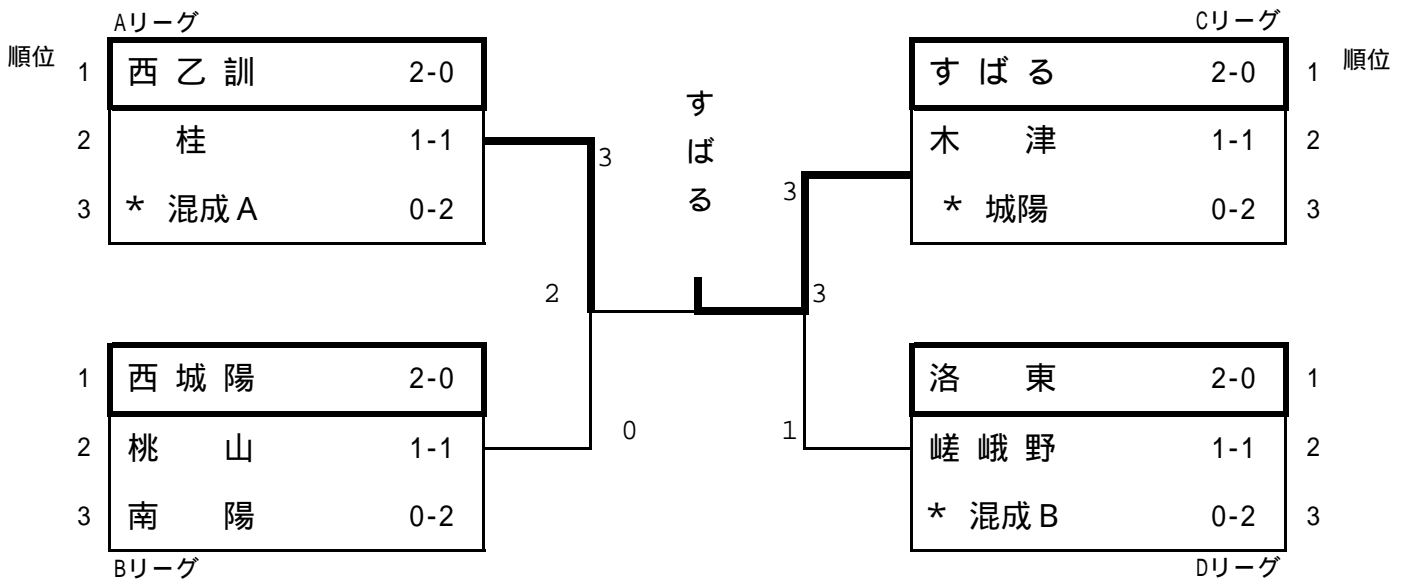 Aリーグ
Cリーグ
順位 1 西乙訓 2-0
2 桂 1-1
3 * 混成A 0-2
すばる
すばる 2-0 1 順位
木津 1-1 2
* 城陽 0-2 3
3
3
2
3
0
1
1 西城陽 2-0
2 桃山 1-1
3 南陽 0-2
Bリーグ
洛東 2-0 1
嵯峨野 1-1 2
* 混成B 0-2 3
Dリーグ